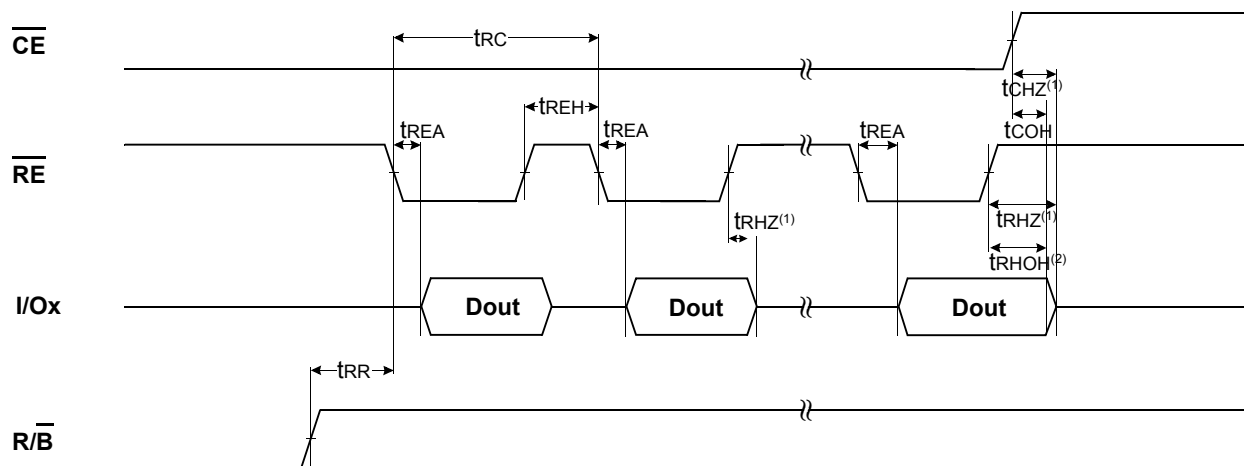 CE
tRC
tCHZ(1)
tREH
tREA
tREA
tREA
tCOH
RE
tRHZ(1)
tRHZ(1)
tRHOH(2)
I/Ox
Dout
Dout
Dout
tRR
R/B